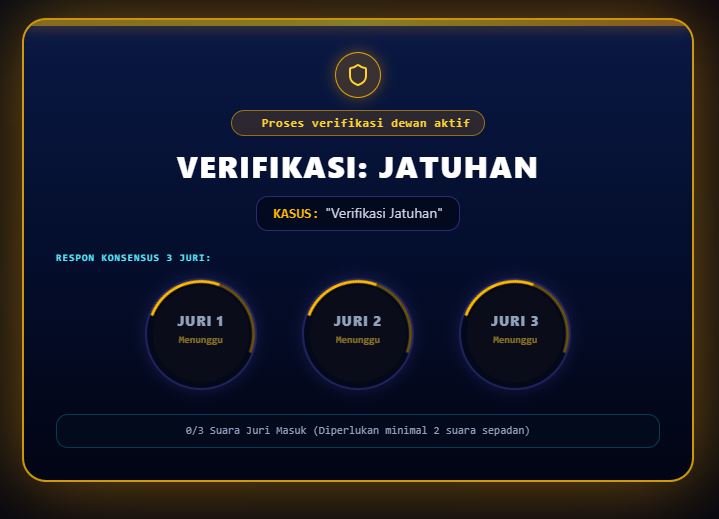 Proses verifikasi dewan aktif
VERIFIKASI: JATUHAN
KASUS: "Verifikasi Jatuhan"
RESPON KONSENSUS 3 JURI:
JURI 1
Menunggu
JURI 2
Menunggu
JURI 3
Menunggu
0/3 Suara Juri Masuk (Diperlukan minimal 2 suara sepadan)